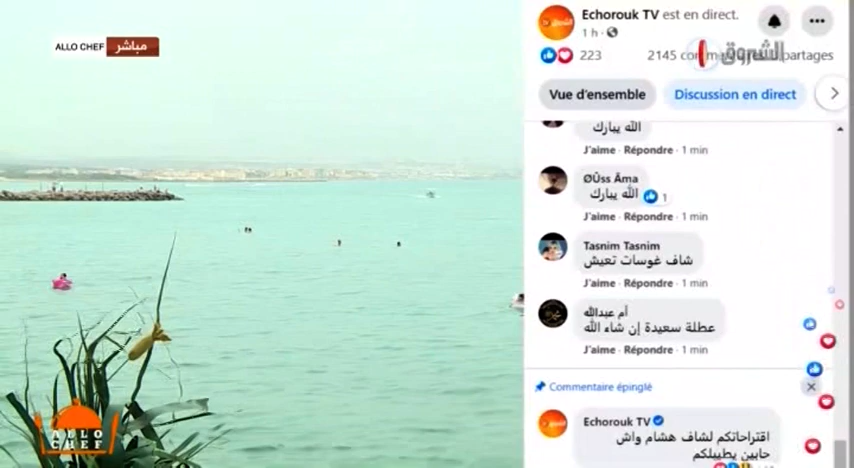 ALLO CHEF مباشر
ALLO
CHEF
Echorouk TV est en direct.
1 h
223
2145
partages
الشروق
Vue d'ensemble
Discussion en direct
الله يبارك
J'aime · Répondre · 1 min
ØÛss Äma
الله يبارك
1
J'aime · Répondre · 1 min
Tasnim Tasnim
شاف غوسات تعيش
J'aime · Répondre · 1 min
أم عبدالله
عطلة سعيدة إن شاء الله
J'aime · Répondre · 1 min
Commentaire épinglé
Echorouk TV
اقتراحاتكم لشاف هشام واش
حابين يطيبلكم